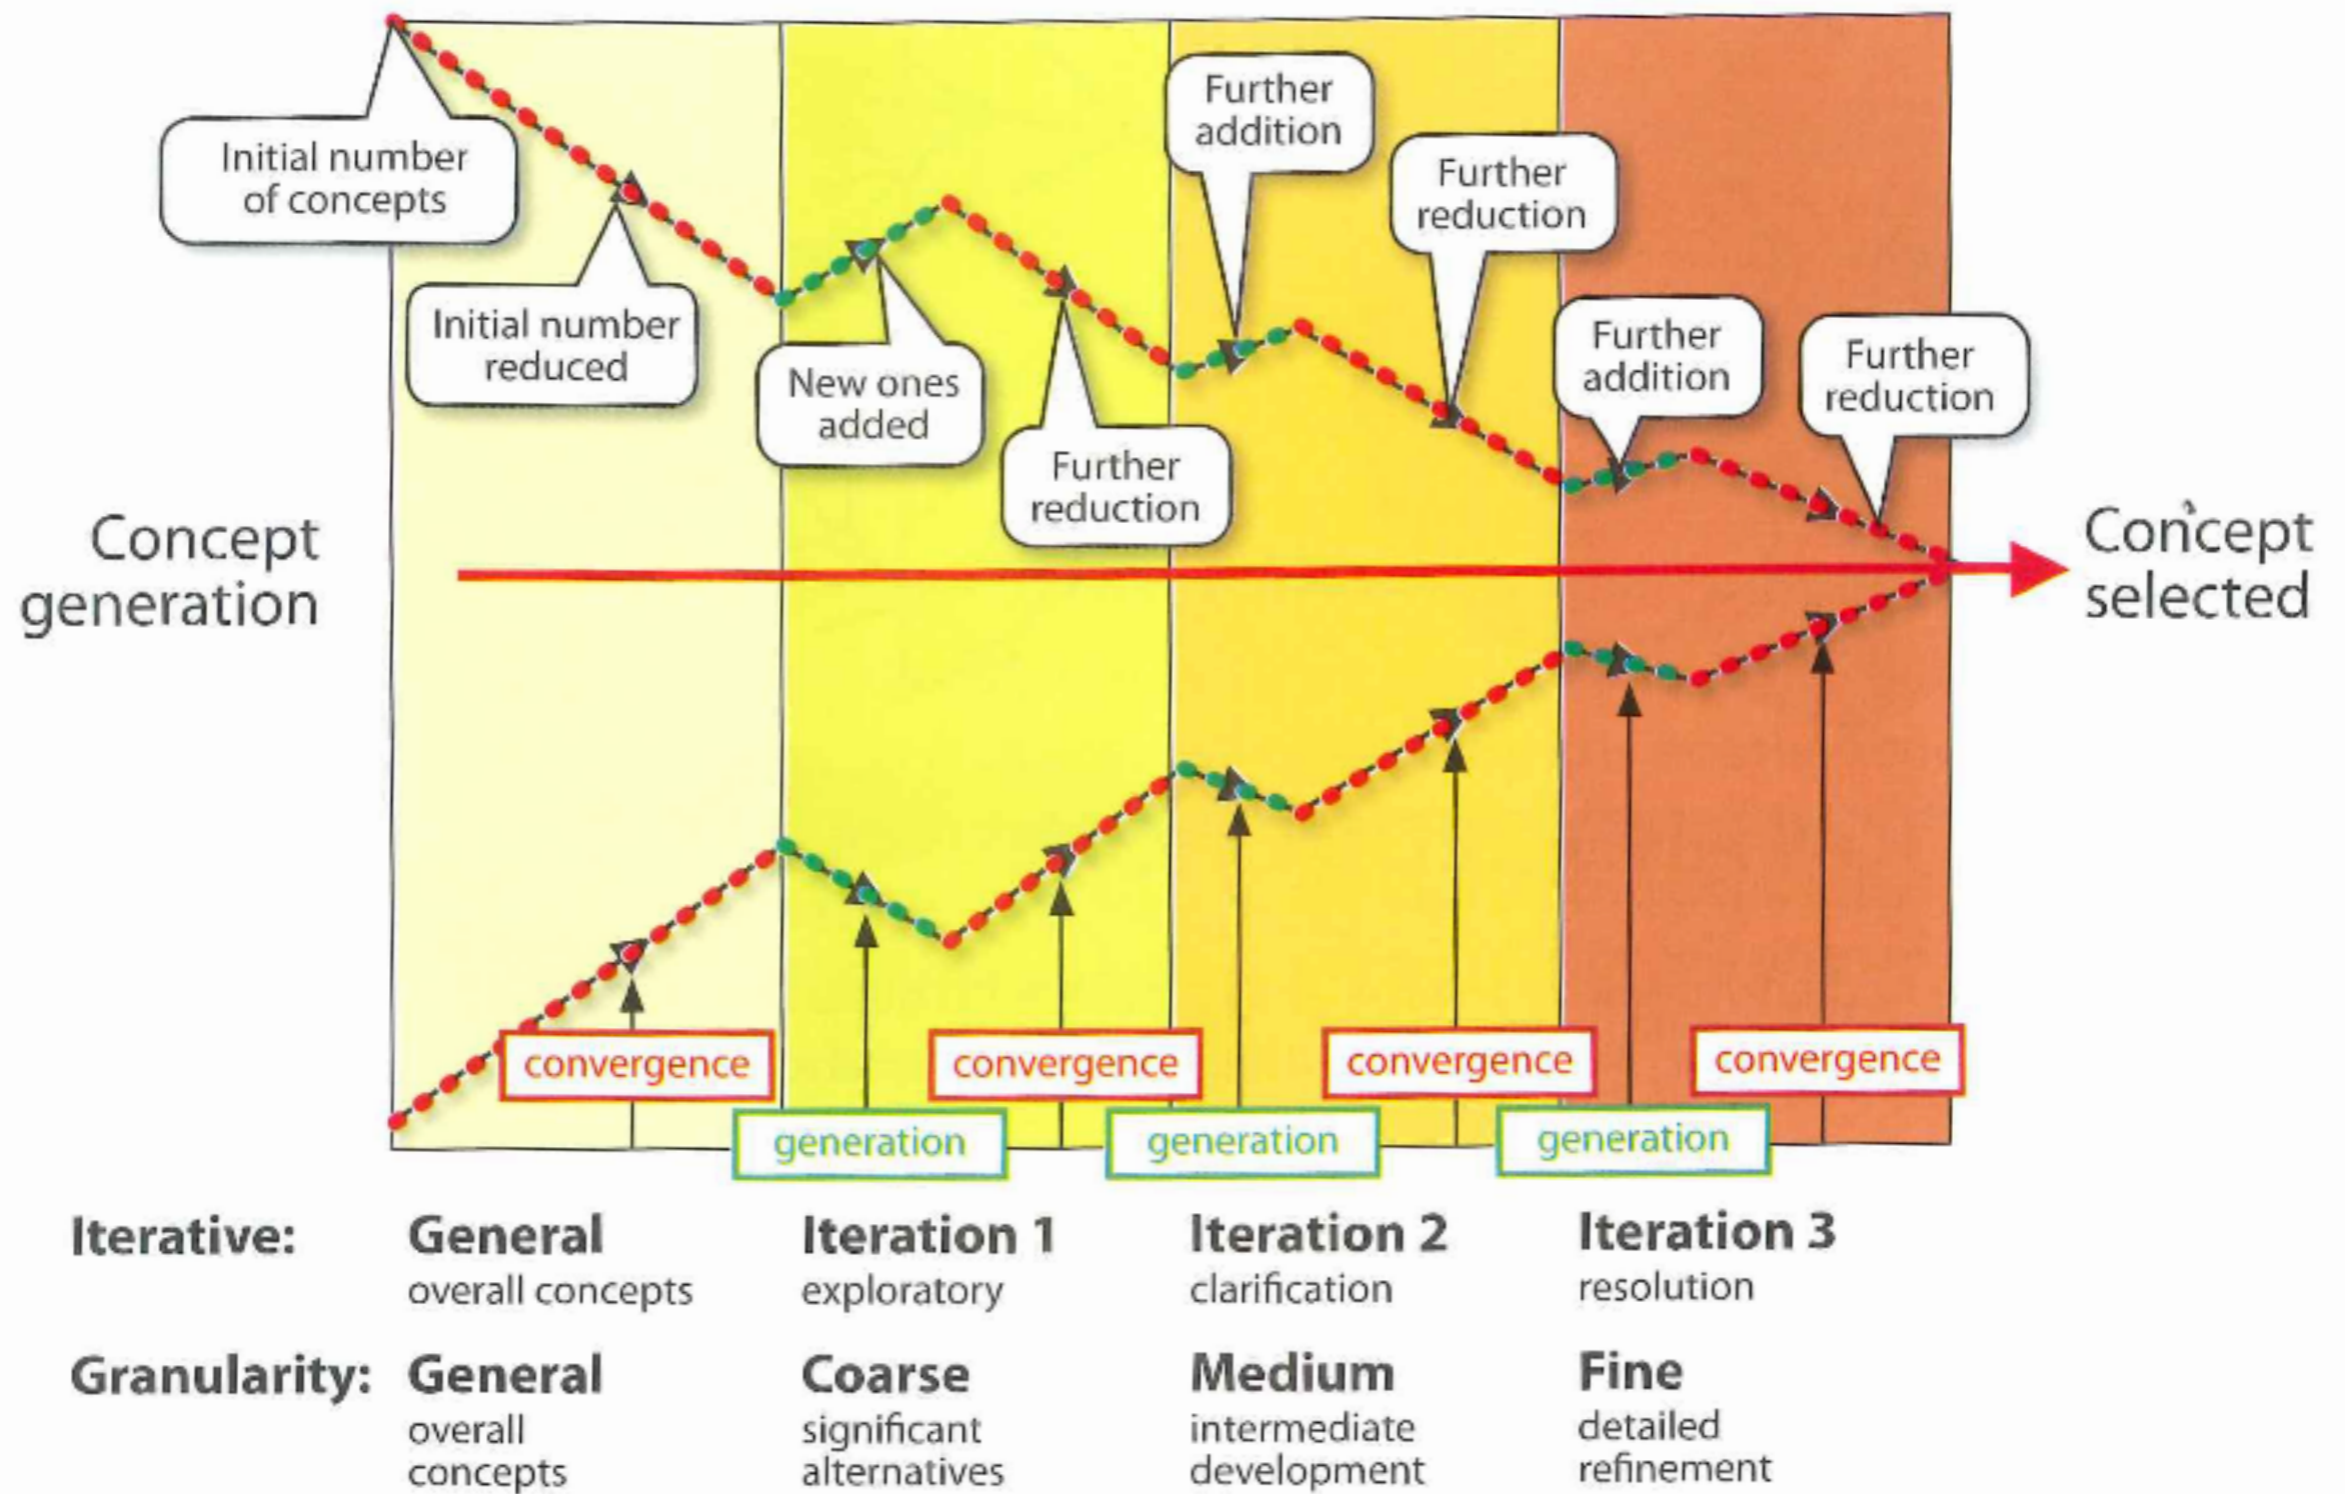 Initial number
of concepts
Initial number
reduced
New ones
added
Further
reduction
Further
addition
Further
reduction
Further
addition
Further
reduction
Concept
generation
Concept
selected
convergence
convergence
convergence
convergence
generation
generation
generation
Iterative: General Iteration 1 Iteration 2 Iteration 3
overall concepts exploratory clarification resolution
Granularity: General Coarse Medium Fine
overall significant intermediate detailed
concepts alternatives development refinement